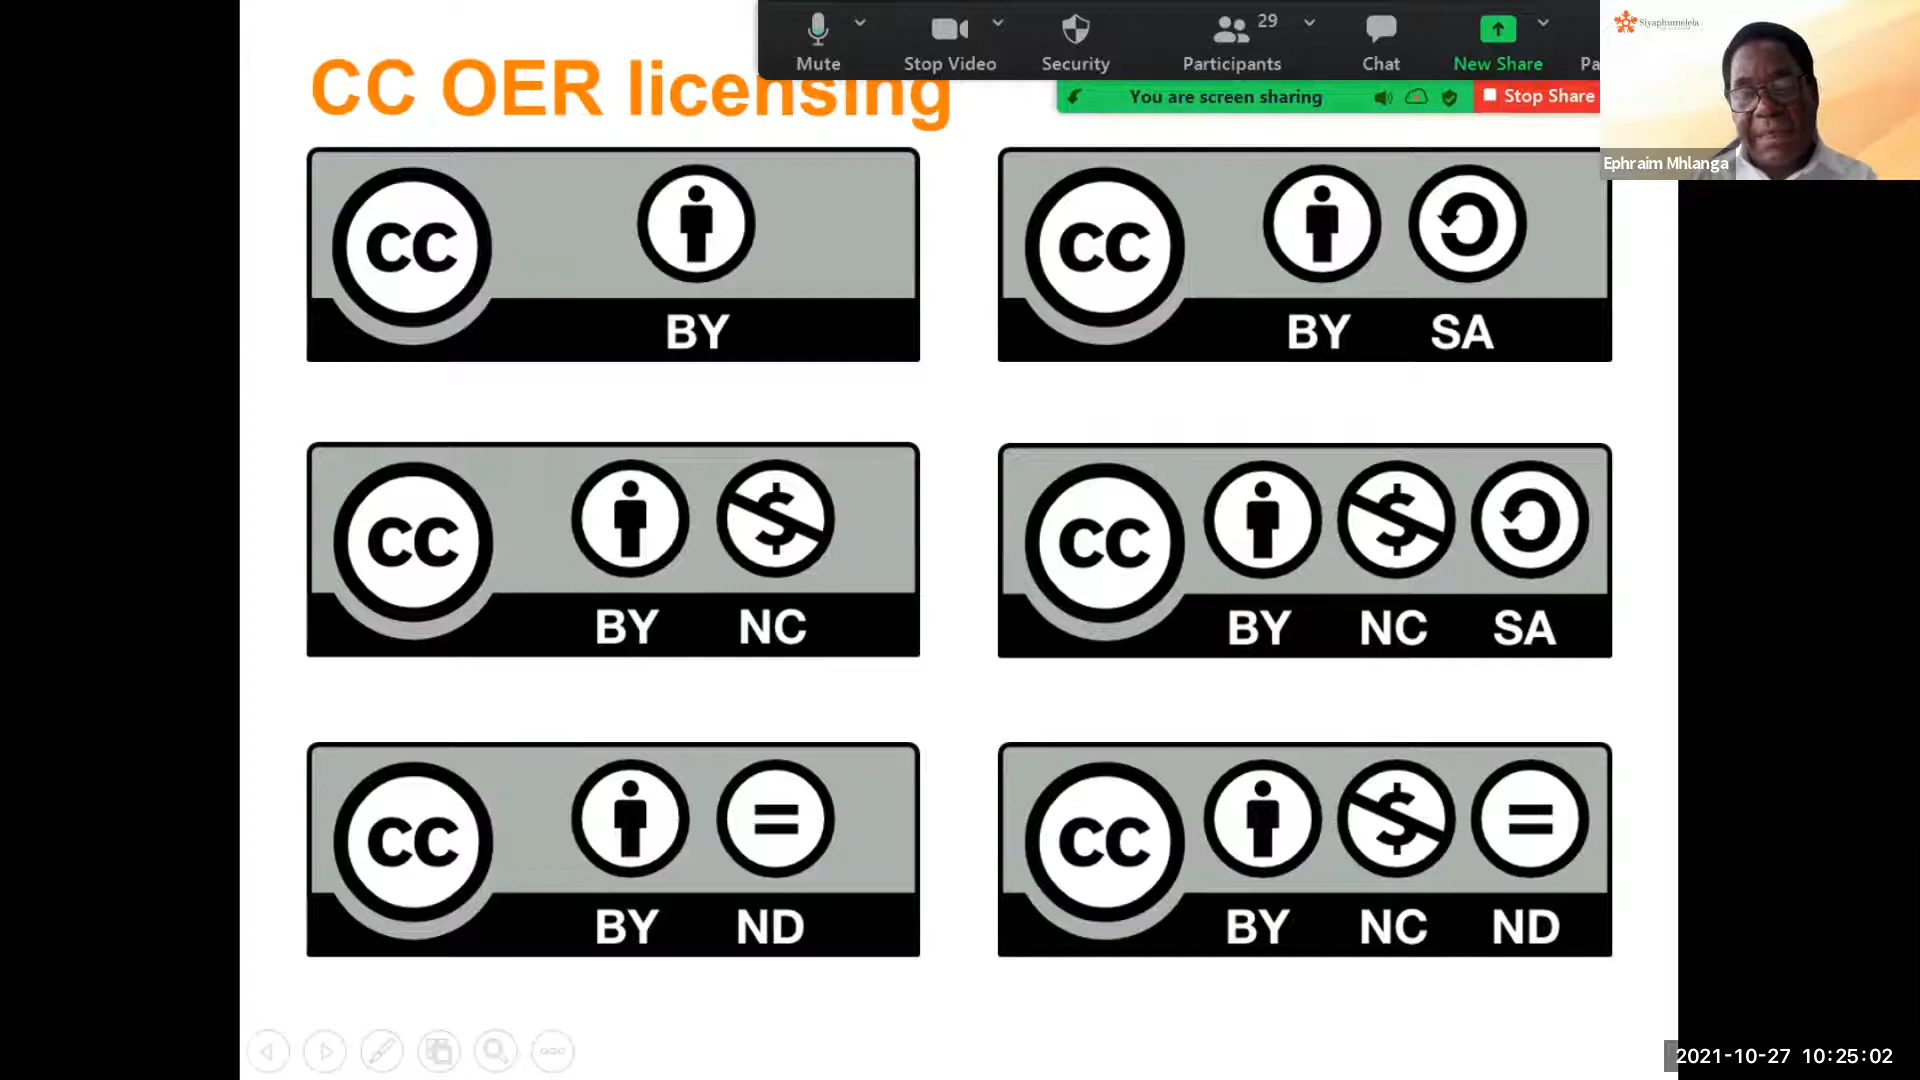 Mute
Stop Video
Security
Participants
29
Chat
New Share
Pa
You are screen sharing
Stop Share
Siyaphumelela
Ephraim Mhlanga
CC OER licensing
CC
BY
CC
BY SA
CC
BY NC
CC
BY NC SA
CC
BY ND
CC
BY NC ND
2021-10-27 10:25:02